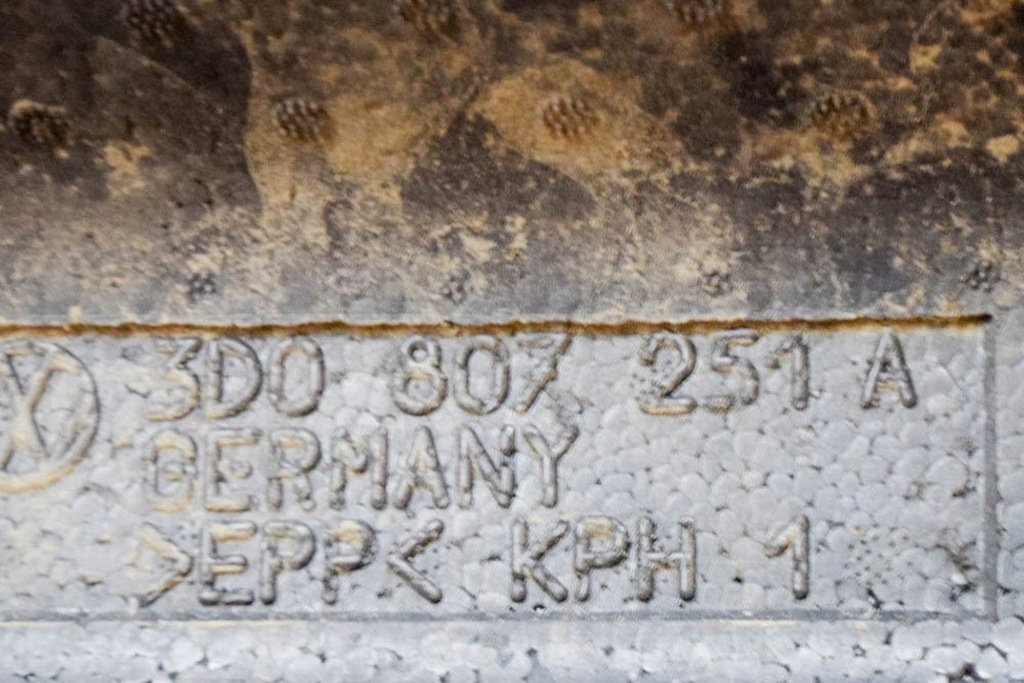 3D0 807 251 A
GERMANY
>EPP< KPH 1